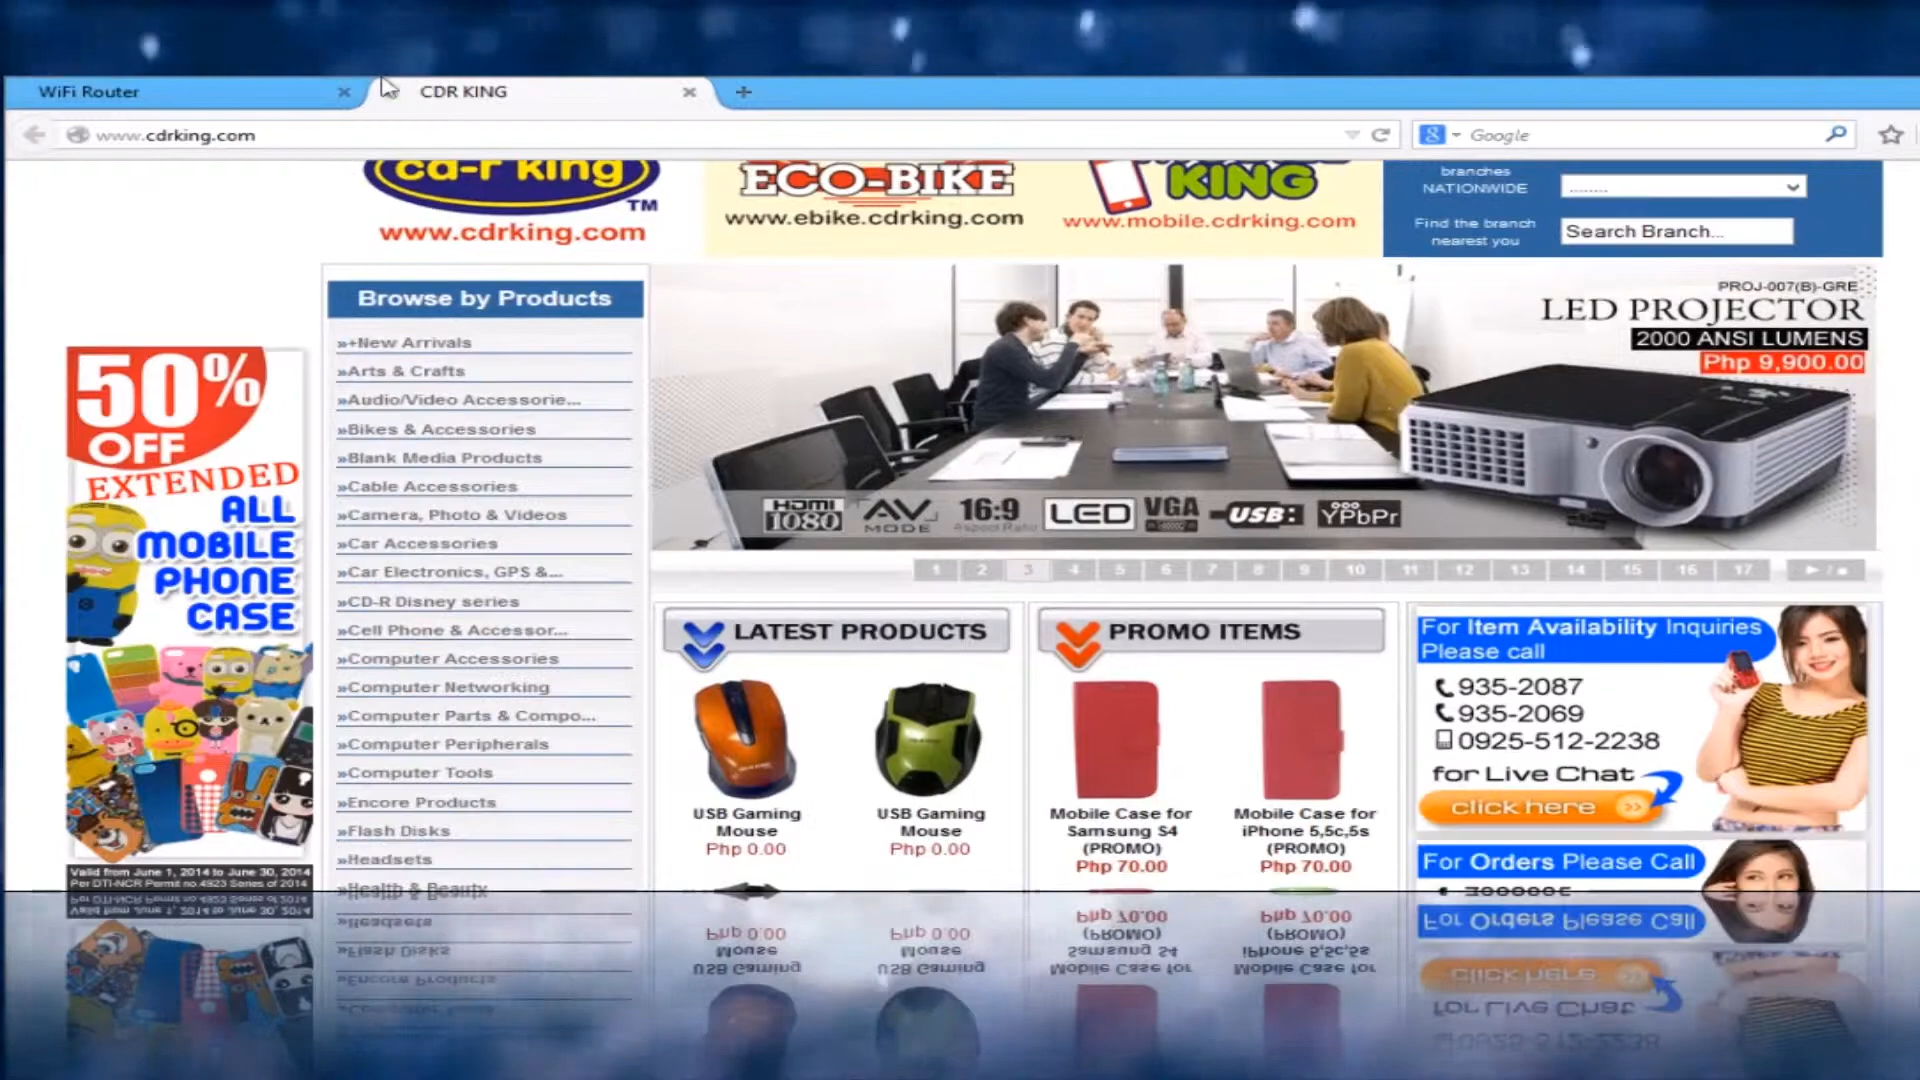 WiFi Router
CDR KING
www.cdrking.com
Google
cd-r king
TM
www.cdrking.com
ECO-BIKE
www.ebike.cdrking.com
KING
www.mobile.cdrking.com
branches
NATIONWIDE
........
Find the branch
nearest you
Search Branch...
50%
OFF
EXTENDED
ALL
MOBILE
PHONE
CASE
Valid from June 1, 2014 to June 30, 2014
Per DTI-NCR Permit no.4923 Series of 2014
Browse by Products
»+New Arrivals
»Arts & Crafts
»Audio/Video Accessorie...
»Bikes & Accessories
»Blank Media Products
»Cable Accessories
»Camera, Photo & Videos
»Car Accessories
»Car Electronics, GPS &...
»CD-R Disney series
»Cell Phone & Accessor...
»Computer Accessories
»Computer Networking
»Computer Parts & Compo...
»Computer Peripherals
»Computer Tools
»Encore Products
»Flash Disks
»Headsets
»Health & Beauty
PROJ-007(B)-GRE
LED PROJECTOR
2000 ANSI LUMENS
Php 9,900.00
HDMI
1080
AV
MODE
16:9
Aspect Ratio
LED
VGA
USB
YPbPr
1 2 3 4 5 6 7 8 9 10 11 12 13 14 15 16 17
LATEST PRODUCTS
USB Gaming
Mouse
Php 0.00
USB Gaming
Mouse
Php 0.00
PROMO ITEMS
Mobile Case for
Samsung S4
(PROMO)
Php 70.00
Mobile Case for
iPhone 5,5c,5s
(PROMO)
Php 70.00
For Item Availability Inquiries
Please call
935-2087
935-2069
0925-512-2238
for Live Chat
click here
For Orders Please Call